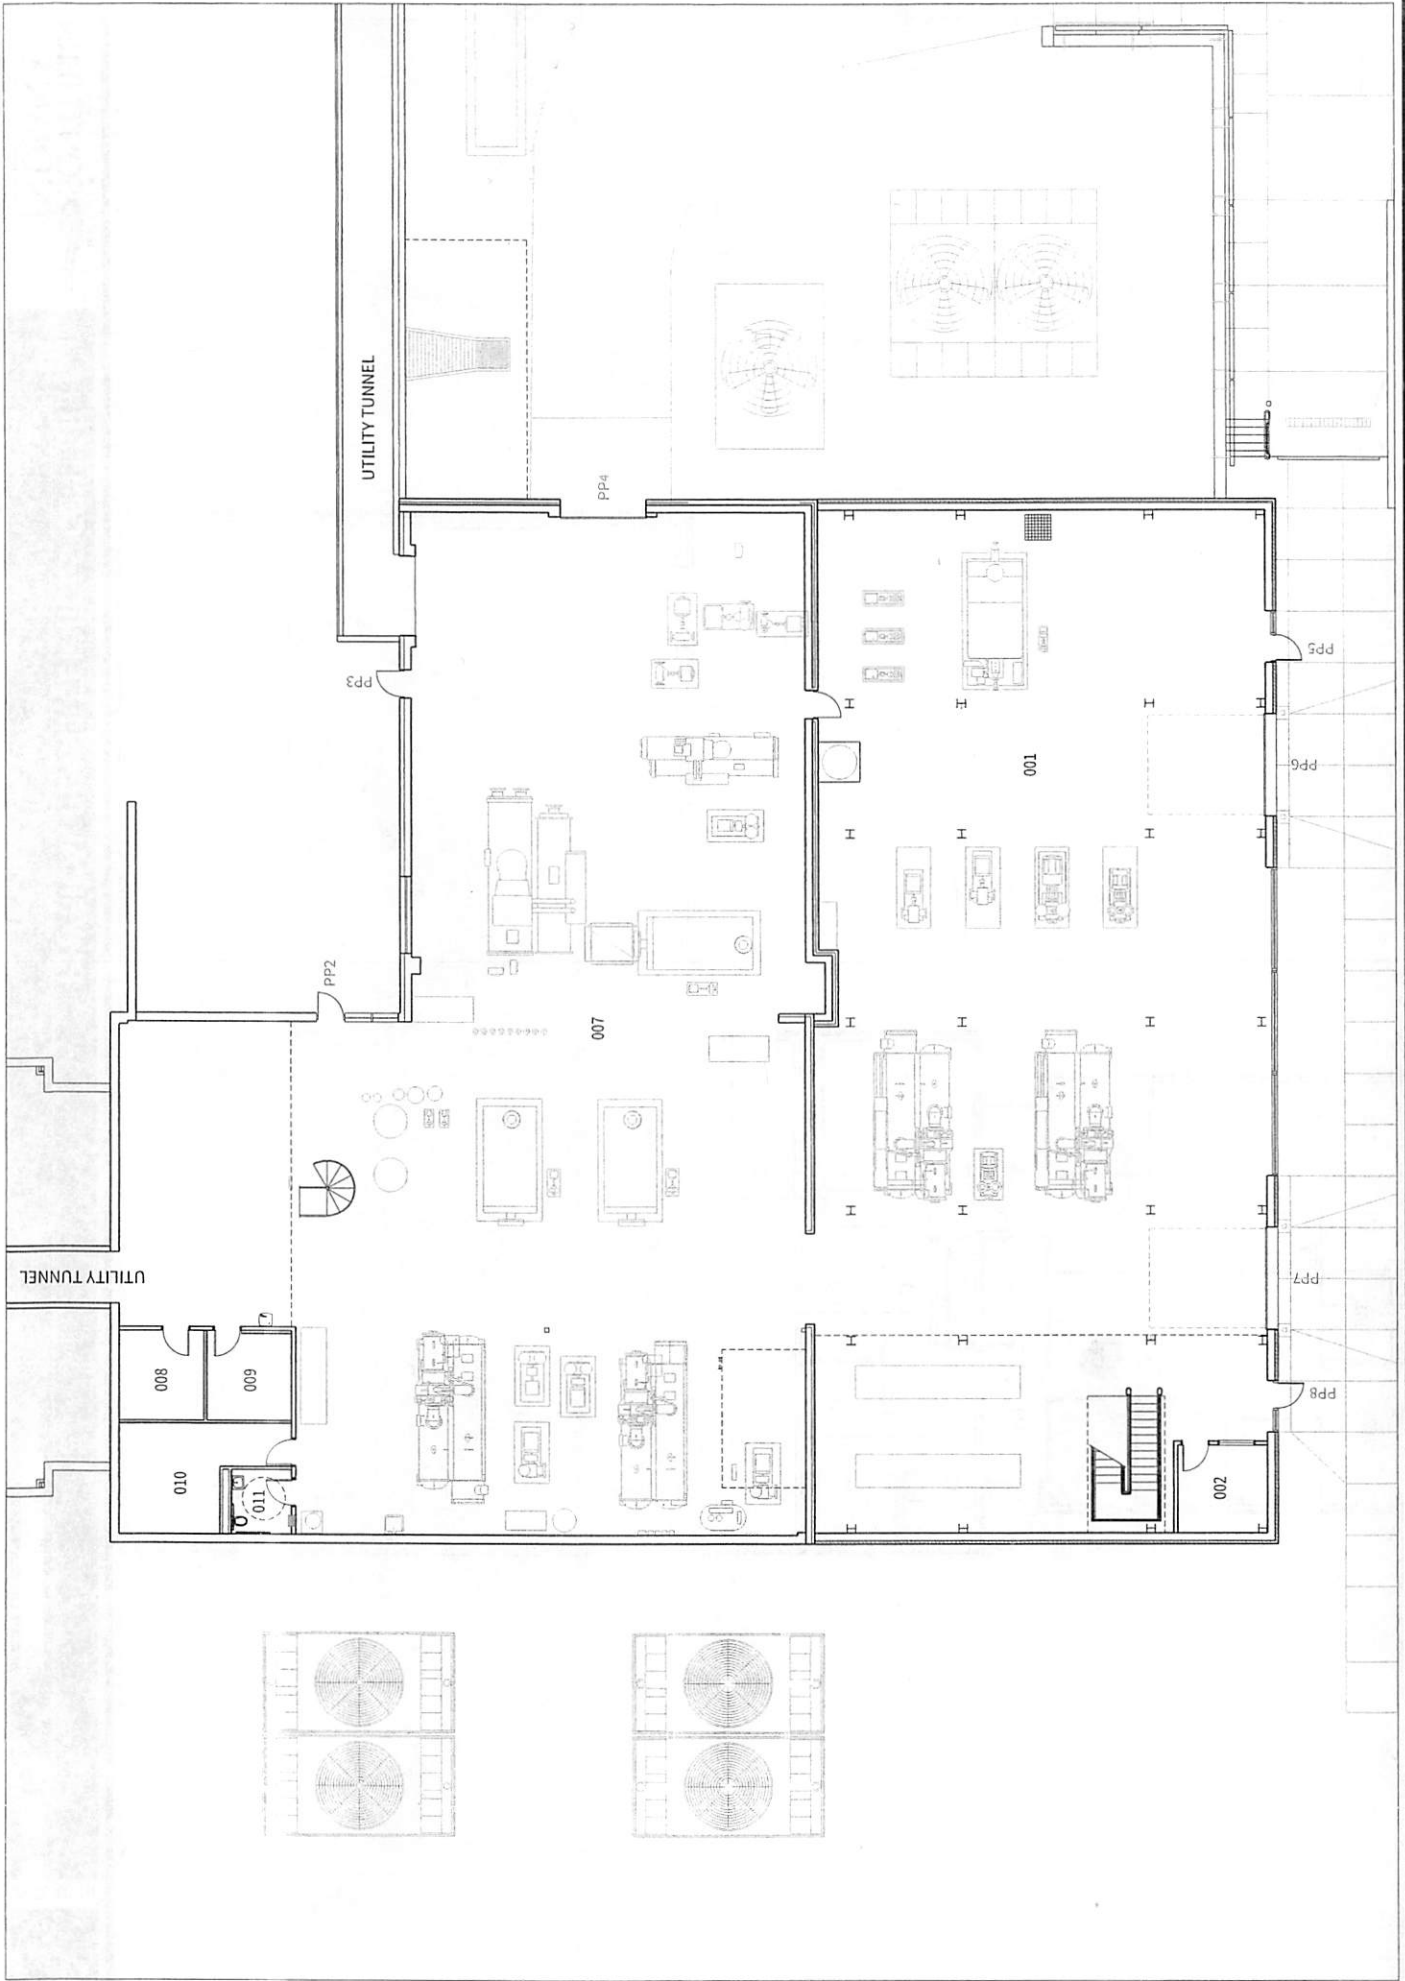 UTILITY TUNNEL
PP4
PP3
PP5
PP6
001
PP2
007
UTILITY TUNNEL
PP7
008
009
PP8
010
011
002